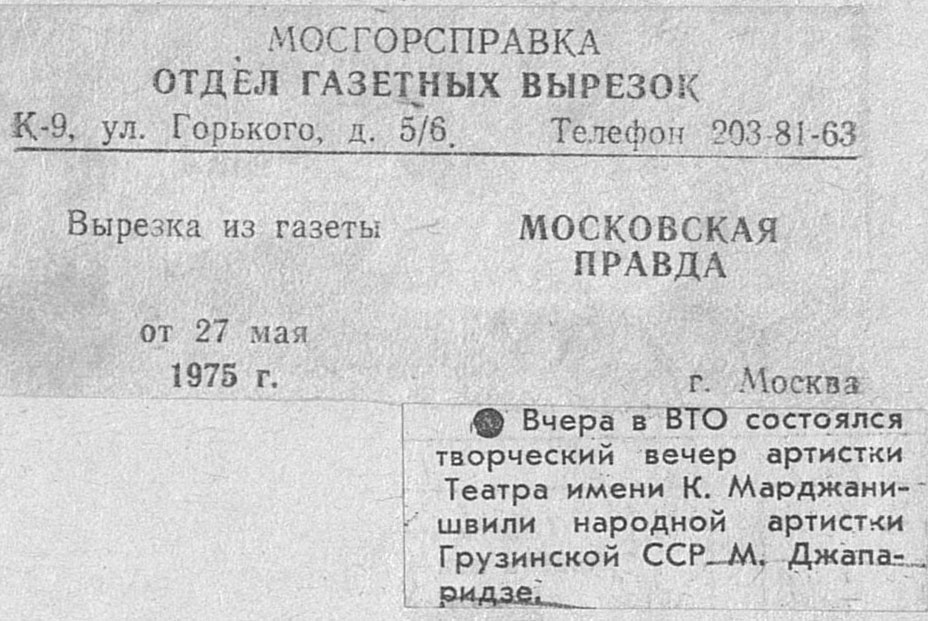 МОСГОРСПРАВКА
ОТДЕЛ ГАЗЕТНЫХ ВЫРЕЗОК
К-9, ул. Горького, д. 5/6. Телефон 203-81-63
Вырезка из газеты
МОСКОВСКАЯ
ПРАВДА
от 27 мая
1975 г.
г. Москва
● Вчера в ВТО состоялся
творческий вечер артистки
Театра имени К. Марджани-
швили народной артистки
Грузинской ССР М. Джапа-
ридзе.